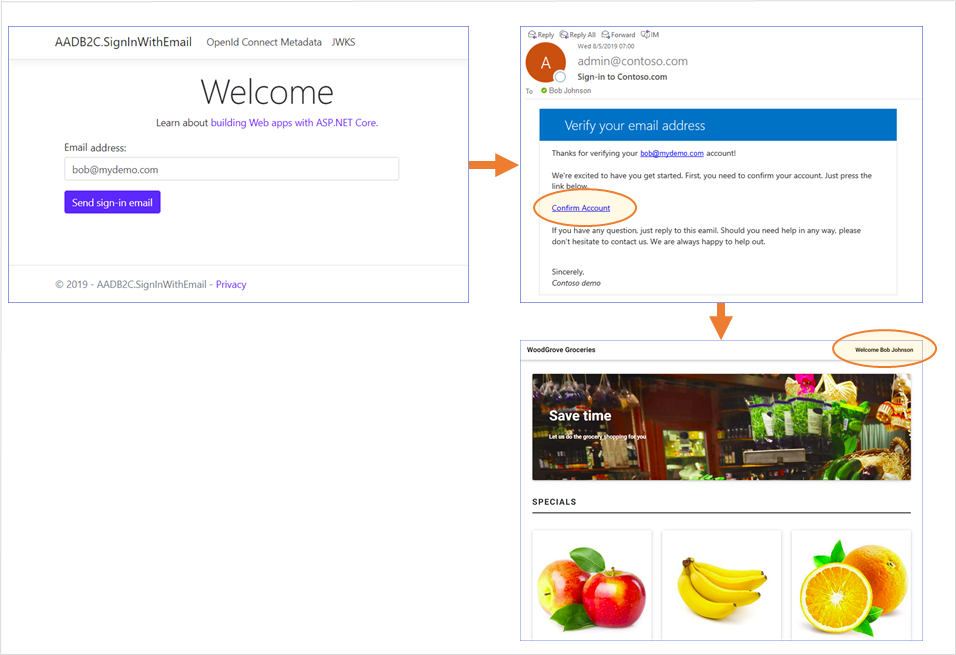 AADB2C.SignInWithEmail OpenId Connect Metadata JWKS
Welcome
Learn about building Web apps with ASP.NET Core.
Email address:
bob@mydemo.com
Send sign-in email
© 2019 - AADB2C.SignInWithEmail - Privacy
Reply Reply All Forward IM
Wed 8/5/2019 07:00
A
admin@contoso.com
Sign-in to Contoso.com
To Bob Johnson
Verify your email address
Thanks for verifying your bob@mydemo.com account!
We're excited to have you get started. First, you need to confirm your account. Just press the
link below.
Confirm Account
If you have any question, just reply to this eamil. Should you need help in any way, please
don't hesitate to contact us. We are always happy to help out.
Sincerely,
Contoso demo
WoodGrove Groceries Welcome Bob Johnson
Save time
Let us do the grocery shopping for you
SPECIALS